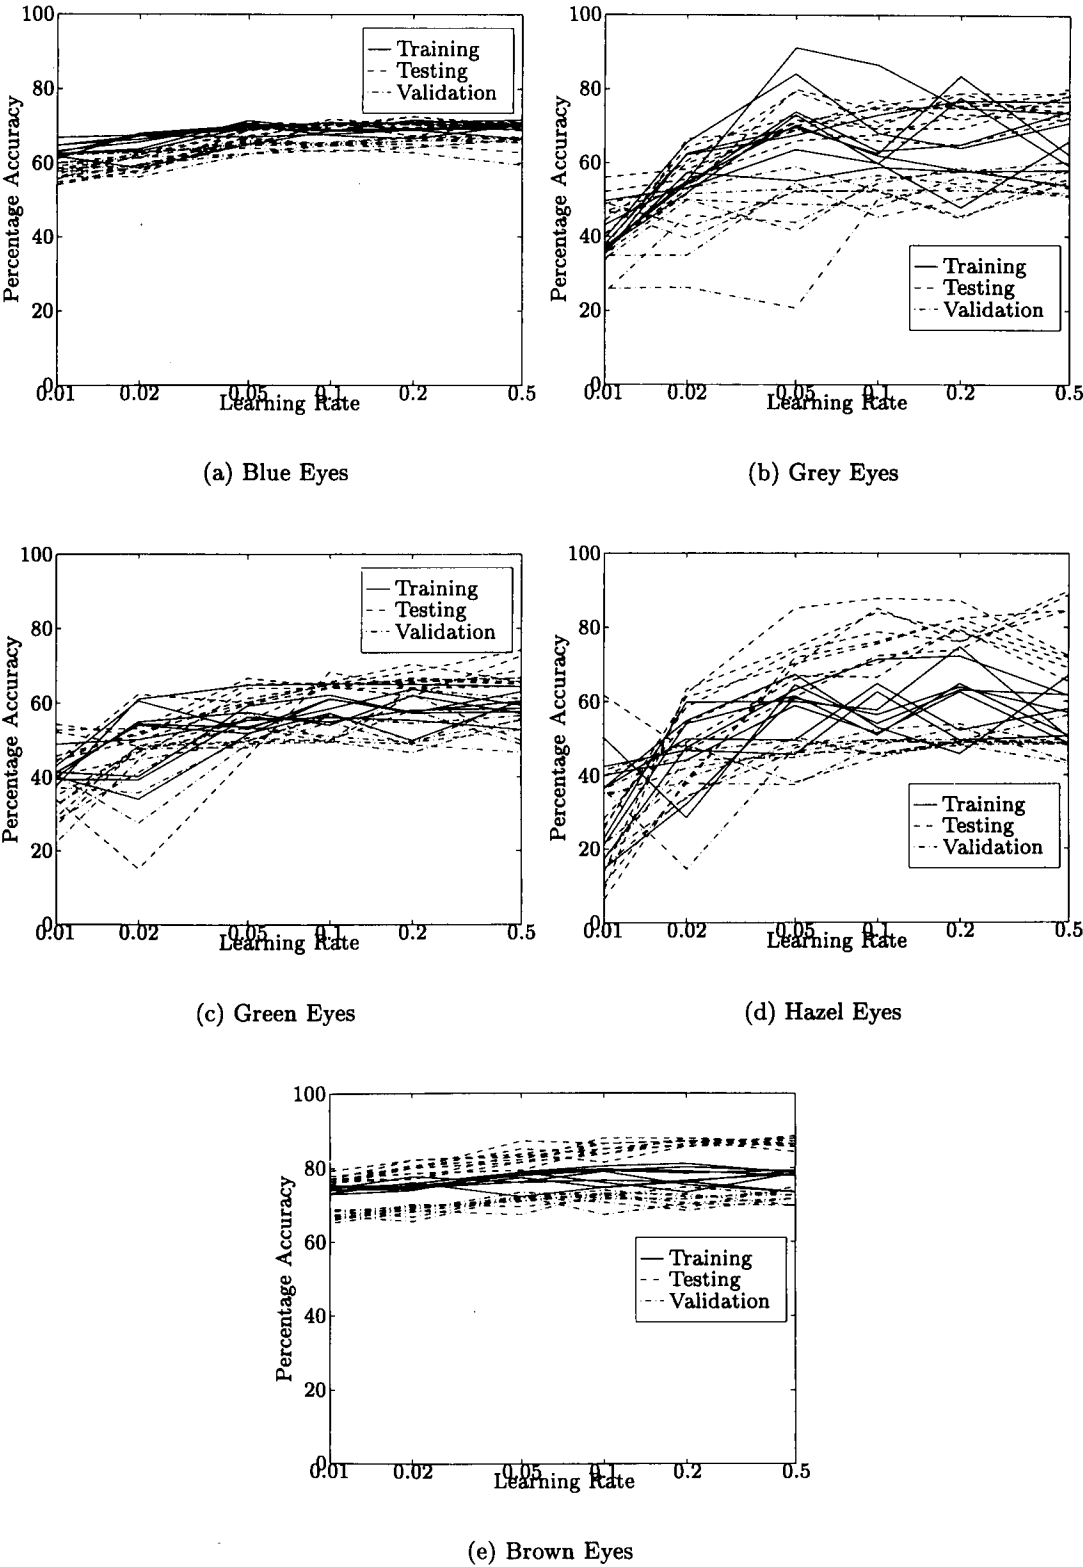 100
80
60
40
20
0
Percentage Accuracy
Training
Testing
Validation
0.01 0.02 0.05 0.1 0.2 0.5
Learning Rate
(a) Blue Eyes
100
80
60
40
20
0
Percentage Accuracy
Training
Testing
Validation
0.01 0.02 0.05 0.1 0.2 0.5
Learning Rate
(b) Grey Eyes
100
80
60
40
20
0
Percentage Accuracy
Training
Testing
Validation
0.01 0.02 0.05 0.1 0.2 0.5
Learning Rate
(c) Green Eyes
100
80
60
40
20
0
Percentage Accuracy
Training
Testing
Validation
0.01 0.02 0.05 0.1 0.2 0.5
Learning Rate
(d) Hazel Eyes
100
80
60
40
20
0
Percentage Accuracy
Training
Testing
Validation
0.01 0.02 0.05 0.1 0.2 0.5
Learning Rate
(e) Brown Eyes